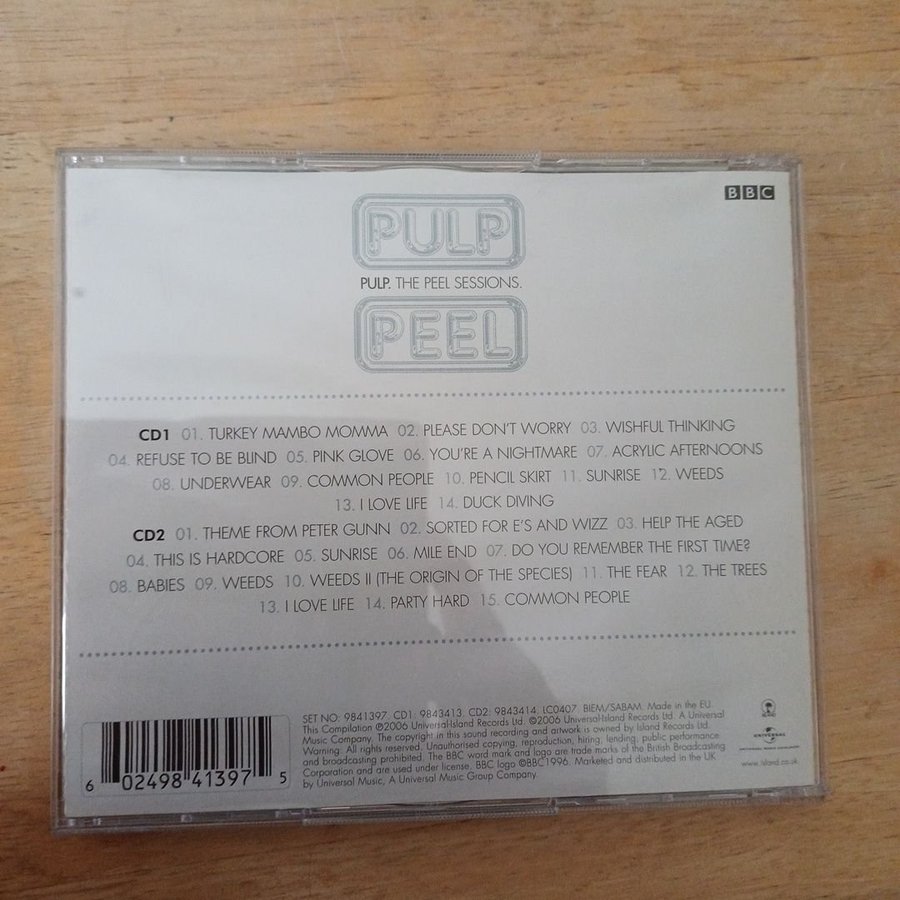 BBC
PULP
PULP. THE PEEL SESSIONS.
PEEL
CD1 01. TURKEY MAMBO MOMMA 02. PLEASE DON'T WORRY 03. WISHFUL THINKING
04. REFUSE TO BE BLIND 05. PINK GLOVE 06. YOU'RE A NIGHTMARE 07. ACRYLIC AFTERNOONS
08. UNDERWEAR 09. COMMON PEOPLE 10. PENCIL SKIRT 11. SUNRISE 12. WEEDS
13. I LOVE LIFE 14. DUCK DIVING
CD2 01. THEME FROM PETER GUNN 02. SORTED FOR E'S AND WIZZ 03. HELP THE AGED
04. THIS IS HARDCORE 05. SUNRISE 06. MILE END 07. DO YOU REMEMBER THE FIRST TIME?
08. BABIES 09. WEEDS 10. WEEDS II (THE ORIGIN OF THE SPECIES) 11. THE FEAR 12. THE TREES
13. I LOVE LIFE 14. PARTY HARD 15. COMMON PEOPLE
SET NO: 9841397. CD1: 9843413. CD2: 9843414. LC0407. BIEM/SABAM. Made in the EU.
This Compilation ℗2006 Universal-Island Records Ltd. ©2006 Universal-Island Records Ltd. A Universal
Music Company. The copyright in this sound recording and artwork is owned by Island Records Ltd.
Warning. All rights reserved. Unauthorised copying, reproduction, hiring, lending, public performance
and broadcasting prohibited. The BBC word mark and logo are trade marks of the British Broadcasting
Corporation and are used under license. BBC logo ©BBC1996. Marketed and distributed in the UK
by Universal Music, A Universal Music Group Company.
6 02498 41397 5
UNIVERSAL
www.island.co.uk